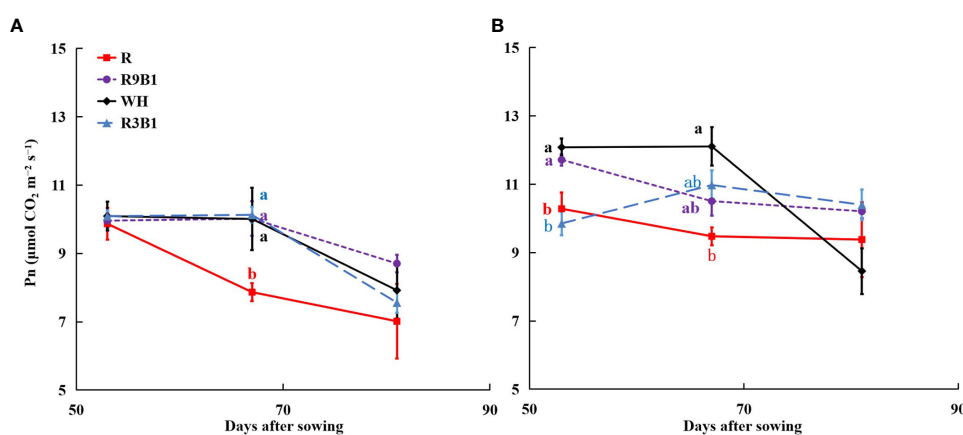 A
B
15
13
11
9
7
5
Pn (μmol CO₂ m⁻² s⁻¹)
R
R9B1
WH
R3B1
a
a
a
b
50
70
90
Days after sowing
15
13
11
9
7
5
a
a
a
ab
b
b
ab
b
50
70
90
Days after sowing